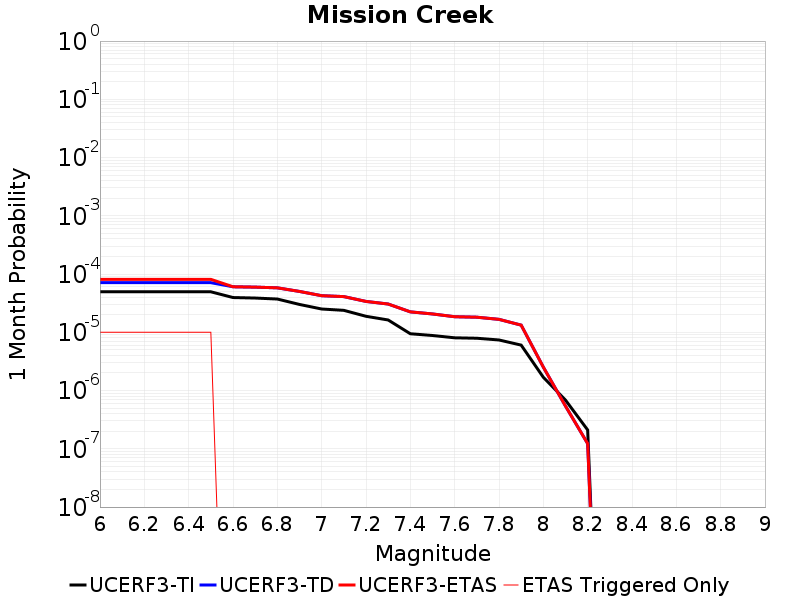 Mission Creek
1 Month Probability
10^0
10^-1
10^-2
10^-3
10^-4
10^-5
10^-6
10^-7
10^-8
6 6.2 6.4 6.6 6.8 7 7.2 7.4 7.6 7.8 8 8.2 8.4 8.6 8.8 9
Magnitude
UCERF3-TI UCERF3-TD UCERF3-ETAS ETAS Triggered Only